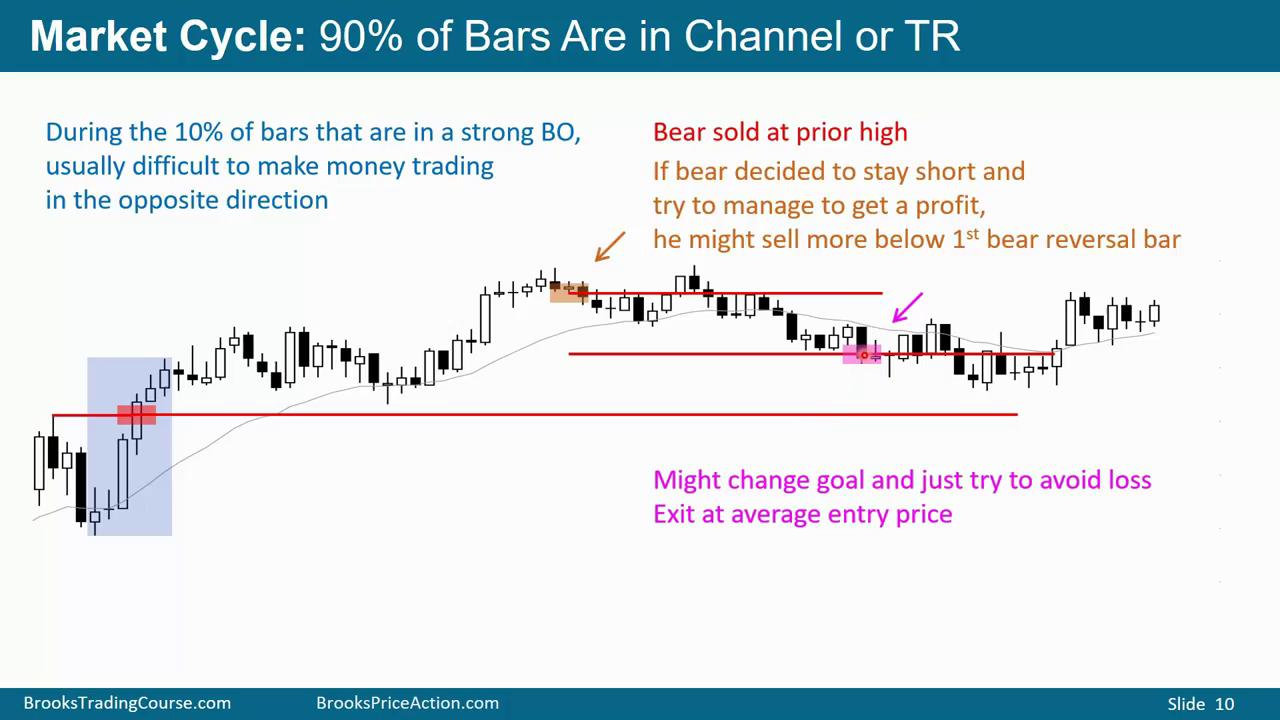 Market Cycle: 90% of Bars Are in Channel or TR
During the 10% of bars that are in a strong BO,
usually difficult to make money trading
in the opposite direction
Bear sold at prior high
If bear decided to stay short and
try to manage to get a profit,
he might sell more below 1st bear reversal bar
Might change goal and just try to avoid loss
Exit at average entry price
BrooksTradingCourse.com
BrooksPriceAction.com
Slide 10